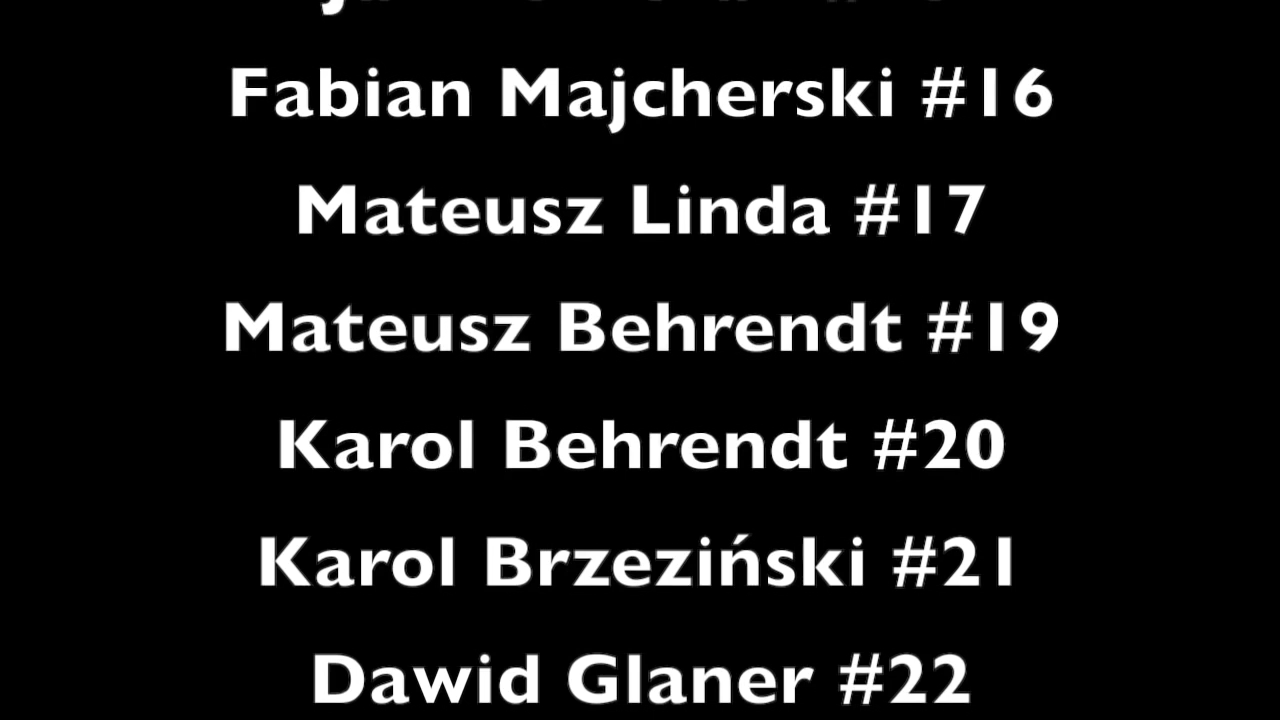 Fabian Majcherski #16
Mateusz Linda #17
Mateusz Behrendt #19
Karol Behrendt #20
Karol Brzeziński #21
Dawid Glaner #22